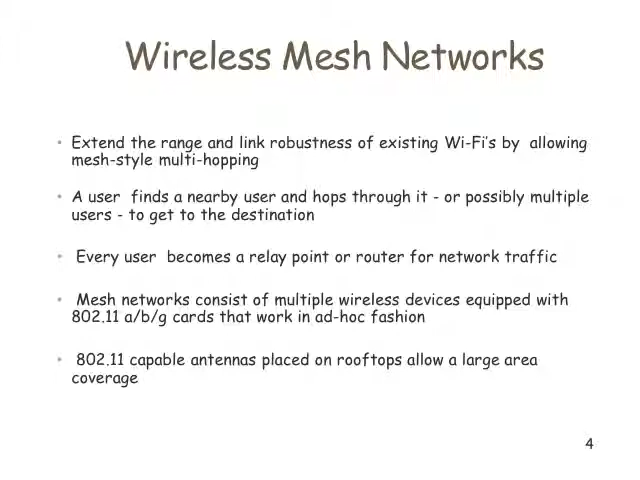 Wireless Mesh Networks
• Extend the range and link robustness of existing Wi-Fi's by allowing
mesh-style multi-hopping
• A user finds a nearby user and hops through it - or possibly multiple
users - to get to the destination
• Every user becomes a relay point or router for network traffic
• Mesh networks consist of multiple wireless devices equipped with
802.11 a/b/g cards that work in ad-hoc fashion
• 802.11 capable antennas placed on rooftops allow a large area
coverage
4